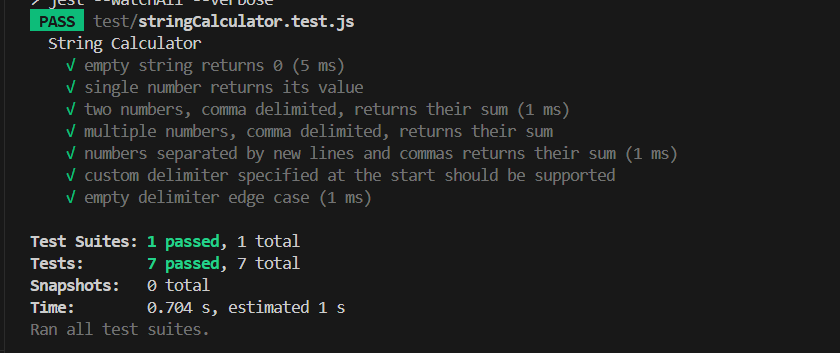 > jest --watchAll --verbose
PASS test/stringCalculator.test.js
String Calculator
√ empty string returns 0 (5 ms)
√ single number returns its value
√ two numbers, comma delimited, returns their sum (1 ms)
√ multiple numbers, comma delimited, returns their sum
√ numbers separated by new lines and commas returns their sum (1 ms)
√ custom delimiter specified at the start should be supported
√ empty delimiter edge case (1 ms)
Test Suites: 1 passed, 1 total
Tests: 7 passed, 7 total
Snapshots: 0 total
Time: 0.704 s, estimated 1 s
Ran all test suites.